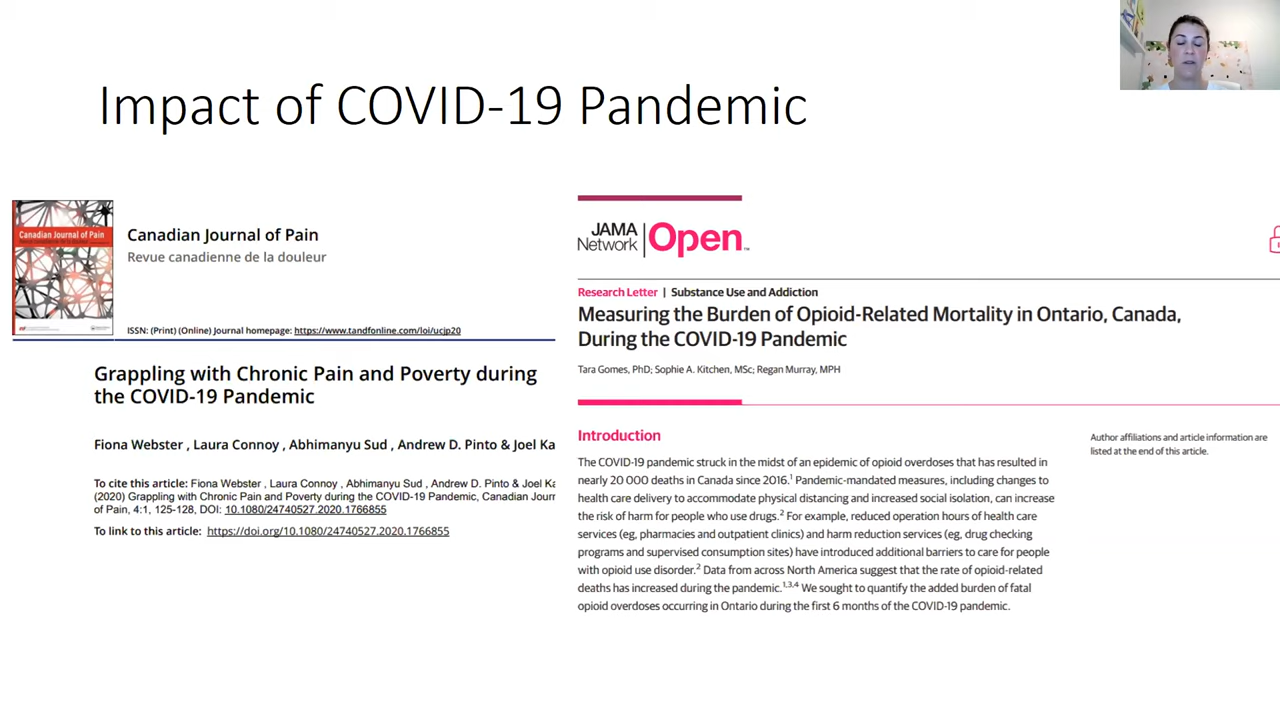 Impact of COVID-19 Pandemic
Canadian Journal of Pain
Canadian Journal of Pain
Revue canadienne de la douleur
ISSN: (Print) (Online) Journal homepage: https://www.tandfonline.com/loi/ucjp20
Grappling with Chronic Pain and Poverty during
the COVID-19 Pandemic
Fiona Webster , Laura Connoy , Abhimanyu Sud , Andrew D. Pinto & Joel Ka
To cite this article: Fiona Webster , Laura Connoy , Abhimanyu Sud , Andrew D. Pinto & Joel Ka
(2020) Grappling with Chronic Pain and Poverty during the COVID-19 Pandemic, Canadian Jour
of Pain, 4:1, 125-128, DOI: 10.1080/24740527.2020.1766855
To link to this article: https://doi.org/10.1080/24740527.2020.1766855
JAMA
Network
Open™
Research Letter | Substance Use and Addiction
Measuring the Burden of Opioid-Related Mortality in Ontario, Canada,
During the COVID-19 Pandemic
Tara Gomes, PhD; Sophie A. Kitchen, MSc; Regan Murray, MPH
Introduction
The COVID-19 pandemic struck in the midst of an epidemic of opioid overdoses that has resulted in
nearly 20 000 deaths in Canada since 2016.¹ Pandemic-mandated measures, including changes to
health care delivery to accommodate physical distancing and increased social isolation, can increase
the risk of harm for people who use drugs.² For example, reduced operation hours of health care
services (eg, pharmacies and outpatient clinics) and harm reduction services (eg, drug checking
programs and supervised consumption sites) have introduced additional barriers to care for people
with opioid use disorder.² Data from across North America suggest that the rate of opioid-related
deaths has increased during the pandemic.¹,³,⁴ We sought to quantify the added burden of fatal
opioid overdoses occurring in Ontario during the first 6 months of the COVID-19 pandemic.
Author affiliations and article information are
listed at the end of this article.